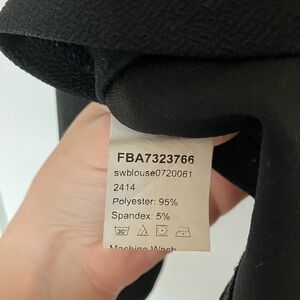 FBA7323766
swblouse0720061
2414
Polyester: 95%
Spandex: 5%
30°
Machine Wash